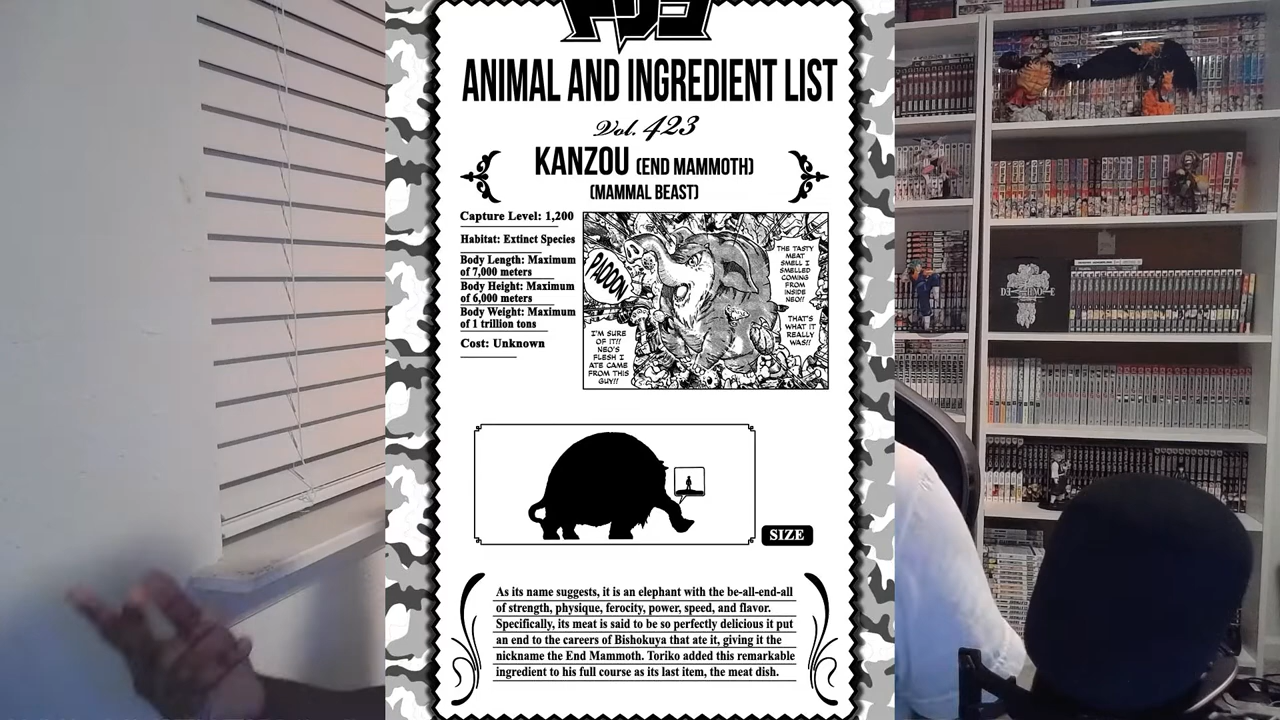 ANIMAL AND INGREDIENT LIST
Vol. 423
KANZOU (END MAMMOTH)
(MAMMAL BEAST)
Capture Level: 1,200
Habitat: Extinct Species
Body Length: Maximum
of 7,000 meters
Body Height: Maximum
of 6,000 meters
Body Weight: Maximum
of 1 trillion tons
Cost: Unknown
PADOON
I'M SURE
OF IT!!
NEO'S
FLESH I
ATE CAME
FROM THIS
GUY!!
THE TASTY
MEAT
SMELL I
SMELLED
COMING
FROM
INSIDE
NEO!!
THAT'S
WHAT IT
REALLY
WAS!!
SIZE
As its name suggests, it is an elephant with the be-all-end-all
of strength, physique, ferocity, power, speed, and flavor.
Specifically, its meat is said to be so perfectly delicious it put
an end to the careers of Bishokuya that ate it, giving it the
nickname the End Mammoth. Toriko added this remarkable
ingredient to his full course as its last item, the meat dish.